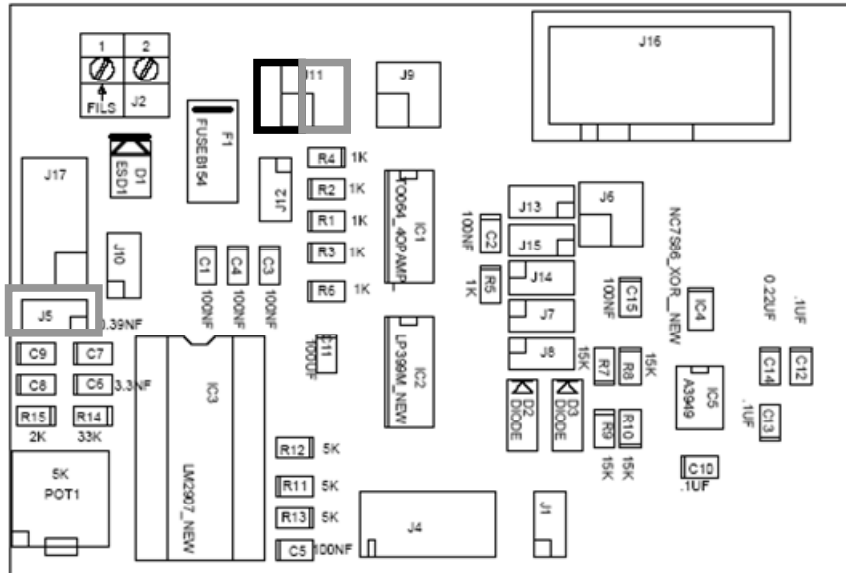 1 2
FILS J2
J11
J9
J16
F1
FUSEB154
D1
ESD1
J17
J12
R4 1K
R2 1K
R1 1K
R3 1K
R6 1K
TO064_4OPAMP
IC1
100NF
C2
R5
1K
J13
J15
J14
J7
J8
J6
NC7S86_XOR__NEW
IC4
J10
C1
100NF
C4
100NF
C3
100NF
C15
100NF
0.22UF
.1UF
C14
C12
J5
0.39NF
C9 C7
C8 C6 3.3NF
R15 R14
2K 33K
IC3
LM2907_NEW
C11
100UF
IC2
LP399M_NEW
15K
R7
R8
15K
D2
DIODE
D3
DIODE
R9
15K
R10
15K
IC5
A3949
.1UF
C13
C10
.1UF
5K
POT1
R12 5K
R11 5K
R13 5K
C5 100NF
J4
J1